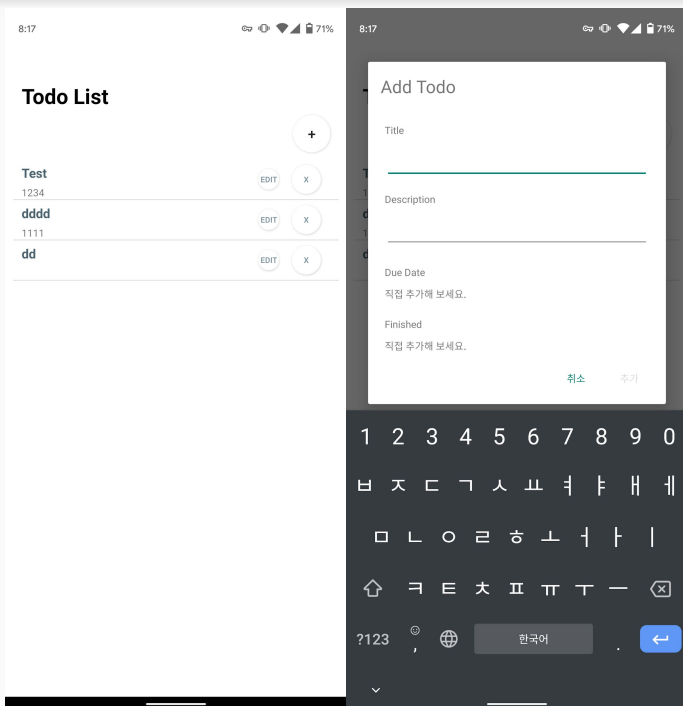 8:17
71%
Todo List
+
Test
1234
EDIT
X
dddd
1111
EDIT
X
dd
EDIT
X
8:17
71%
Add Todo
Title
Description
Due Date
직접 추가해 보세요.
Finished
직접 추가해 보세요.
취소
추가
1 2 3 4 5 6 7 8 9 0
ㅂ ㅈ ㄷ ㄱ ㅅ ㅛ ㅕ ㅑ ㅐ ㅔ
ㅁ ㄴ ㅇ ㄹ ㅎ ㅗ ㅓ ㅏ ㅣ
ㅋ ㅌ ㅊ ㅍ ㅠ ㅜ ㅡ
?123 , 한국어 .